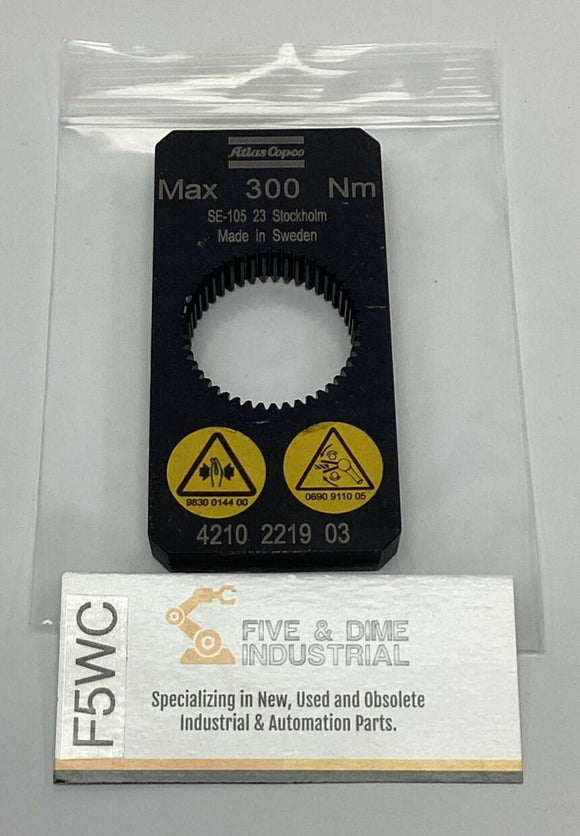 Atlas Copco
Max 300 Nm
SE-105 23 Stockholm
Made in Sweden
9830 0144 00
0690 9110 05
4210 2219 03
F5WC
FIVE & DIME
INDUSTRIAL
Specializing in New, Used and Obsolete
Industrial & Automation Parts.